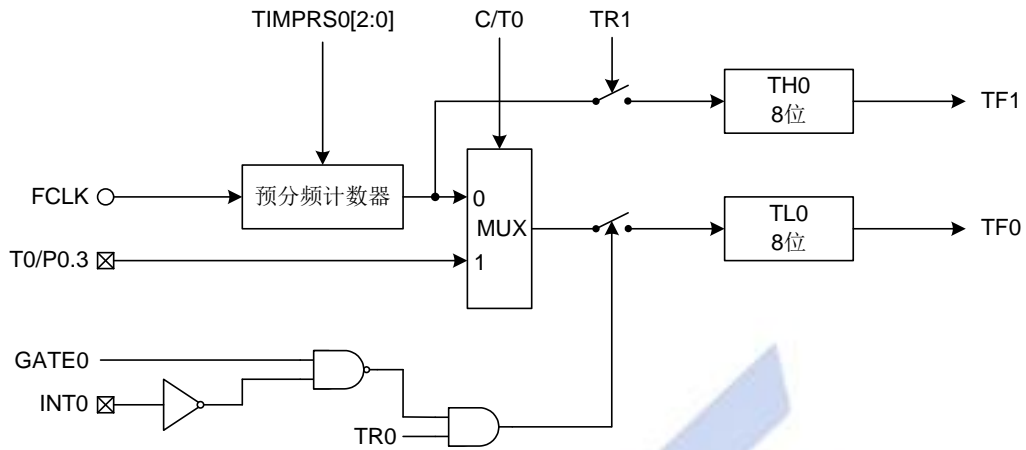 TIMPRS0[2:0]
C/T0
TR1
TH0
8位
TF1
FCLK
预分频计数器
0
MUX
1
TL0
8位
TF0
T0/P0.3
GATE0
INT0
TR0